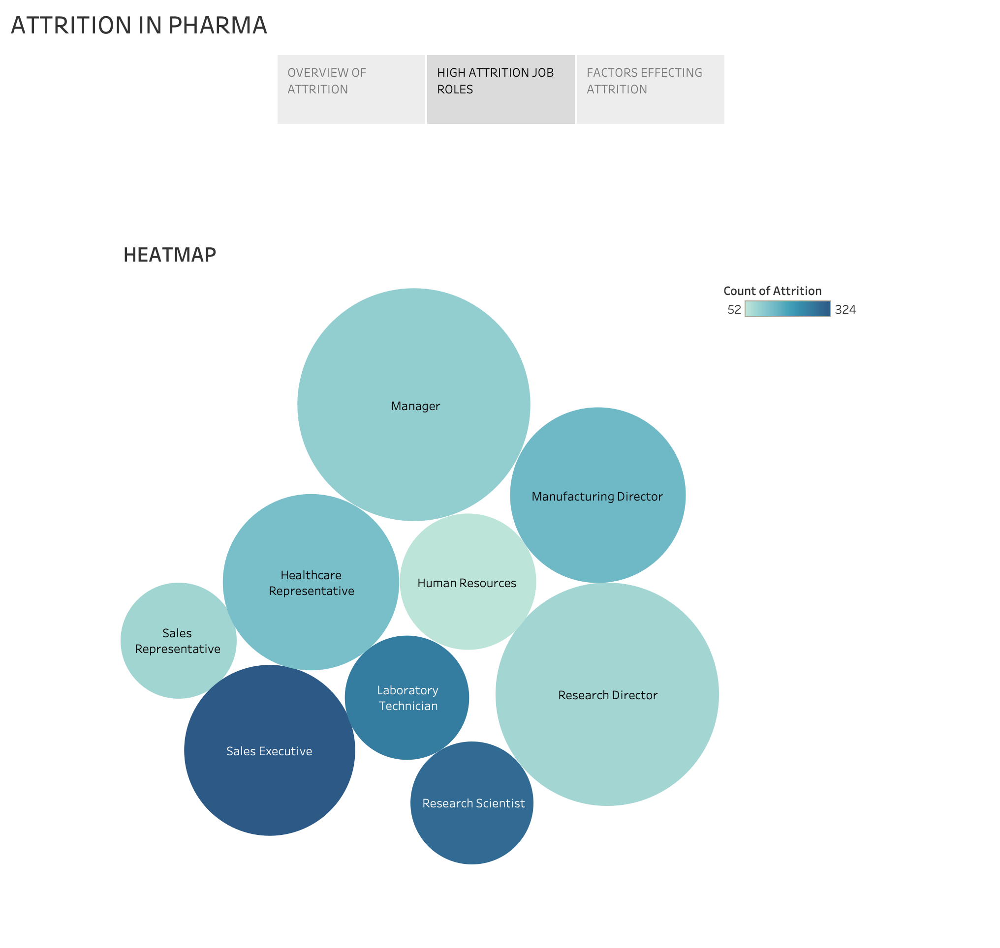 ATTRITION IN PHARMA
OVERVIEW OF
ATTRITION
HIGH ATTRITION JOB
ROLES
FACTORS EFFECTING
ATTRITION
HEATMAP
Count of Attrition
52
324
Manager
Manufacturing Director
Healthcare
Representative
Human Resources
Sales
Representative
Laboratory
Technician
Research Director
Sales Executive
Research Scientist